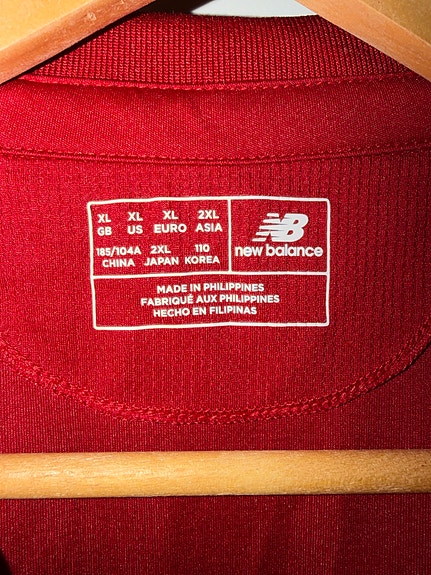 XL XL XL 2XL
GB US EURO ASIA
185/104A 2XL 110
CHINA JAPAN KOREA
NB
new balance
MADE IN PHILIPPINES
FABRIQUÉ AUX PHILIPPINES
HECHO EN FILIPINAS